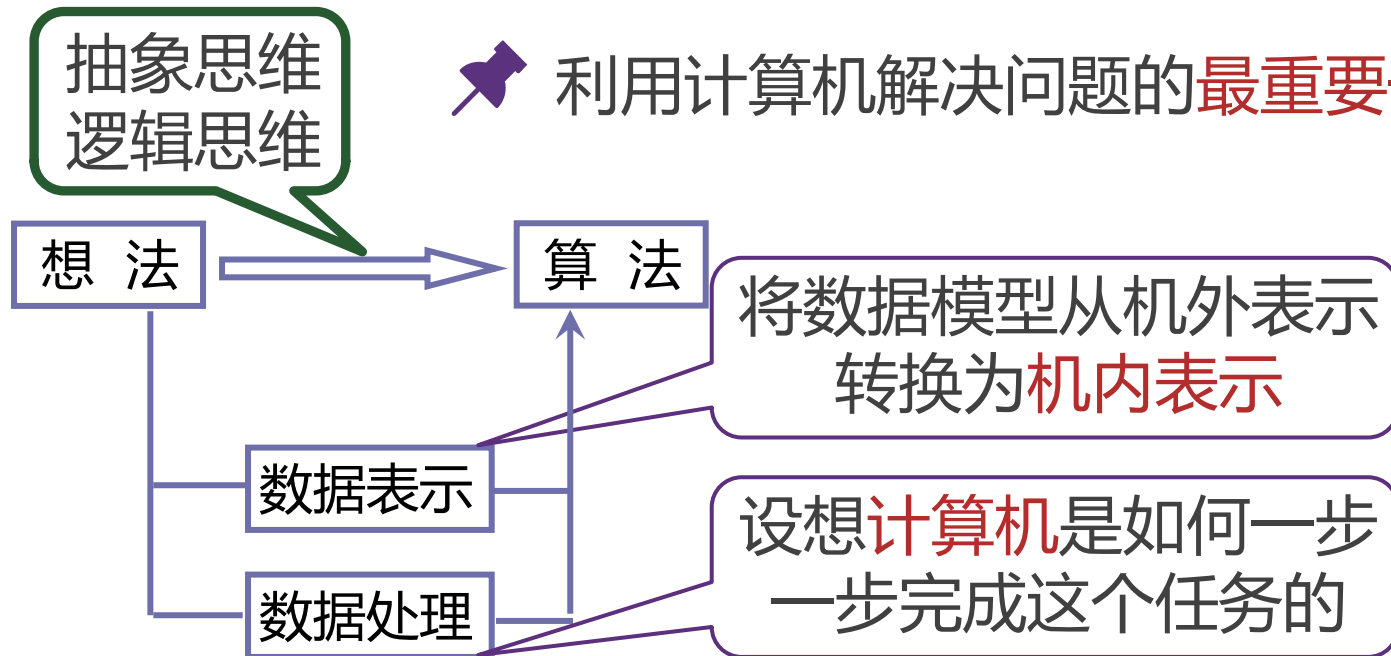 抽象思维
逻辑思维
利用计算机解决问题的最重要
想 法
算 法
将数据模型从机外表示
转换为机内表示
数据表示
设想计算机是如何一步
一步完成这个任务的
数据处理